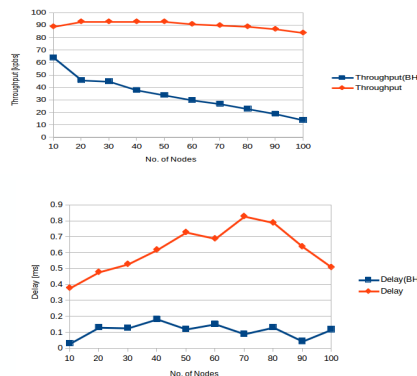 100
90
80
70
60
50
40
30
20
10
0
10 20 30 40 50 60 70 80 90 100
Throughput [kbps]
No. of Nodes
Throughput(BH
Throughput
0.9
0.8
0.7
0.6
0.5
0.4
0.3
0.2
0.1
0
10 20 30 40 50 60 70 80 90 100
Delay [ms]
No. of Nodes
Delay(BH
Delay